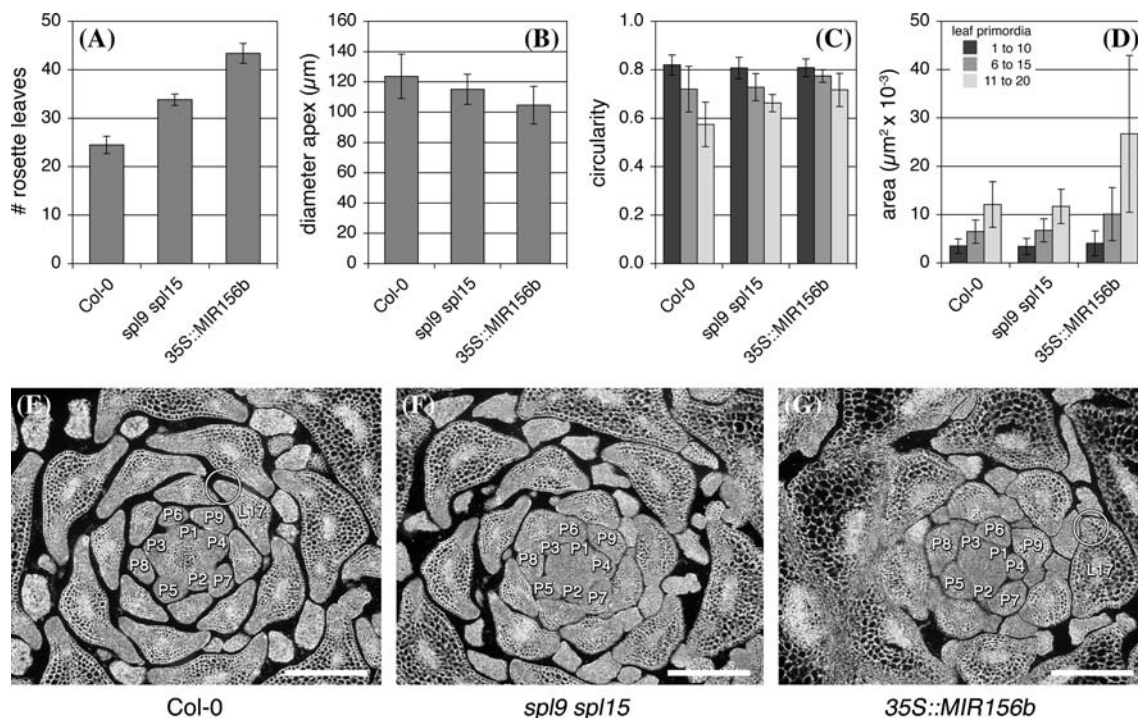 (A)
# rosette leaves
50
40
30
20
10
0
Col-0
spl9 spl15
35S::MIR156b
(B)
diameter apex (µm)
160
140
120
100
80
60
40
20
0
Col-0
spl9 spl15
35S::MIR156b
(C)
circularity
1.0
0.8
0.6
0.4
0.2
0.0
Col-0
spl9 spl15
35S::MIR156b
(D)
area (µm² x 10⁻³)
50
40
30
20
10
0
leaf primordia
1 to 10
6 to 15
11 to 20
Col-0
spl9 spl15
35S::MIR156b
(E)
L17
P6 P9
P1
P3 P4
P8
P2 P7
P5
Col-0
(F)
P6
P9
P3 P1
P8
P4
P5 P2 P7
spl9 spl15
(G)
P6
P8 P3 P9
P1
P4 L17
P5
P2 P7
35S::MIR156b